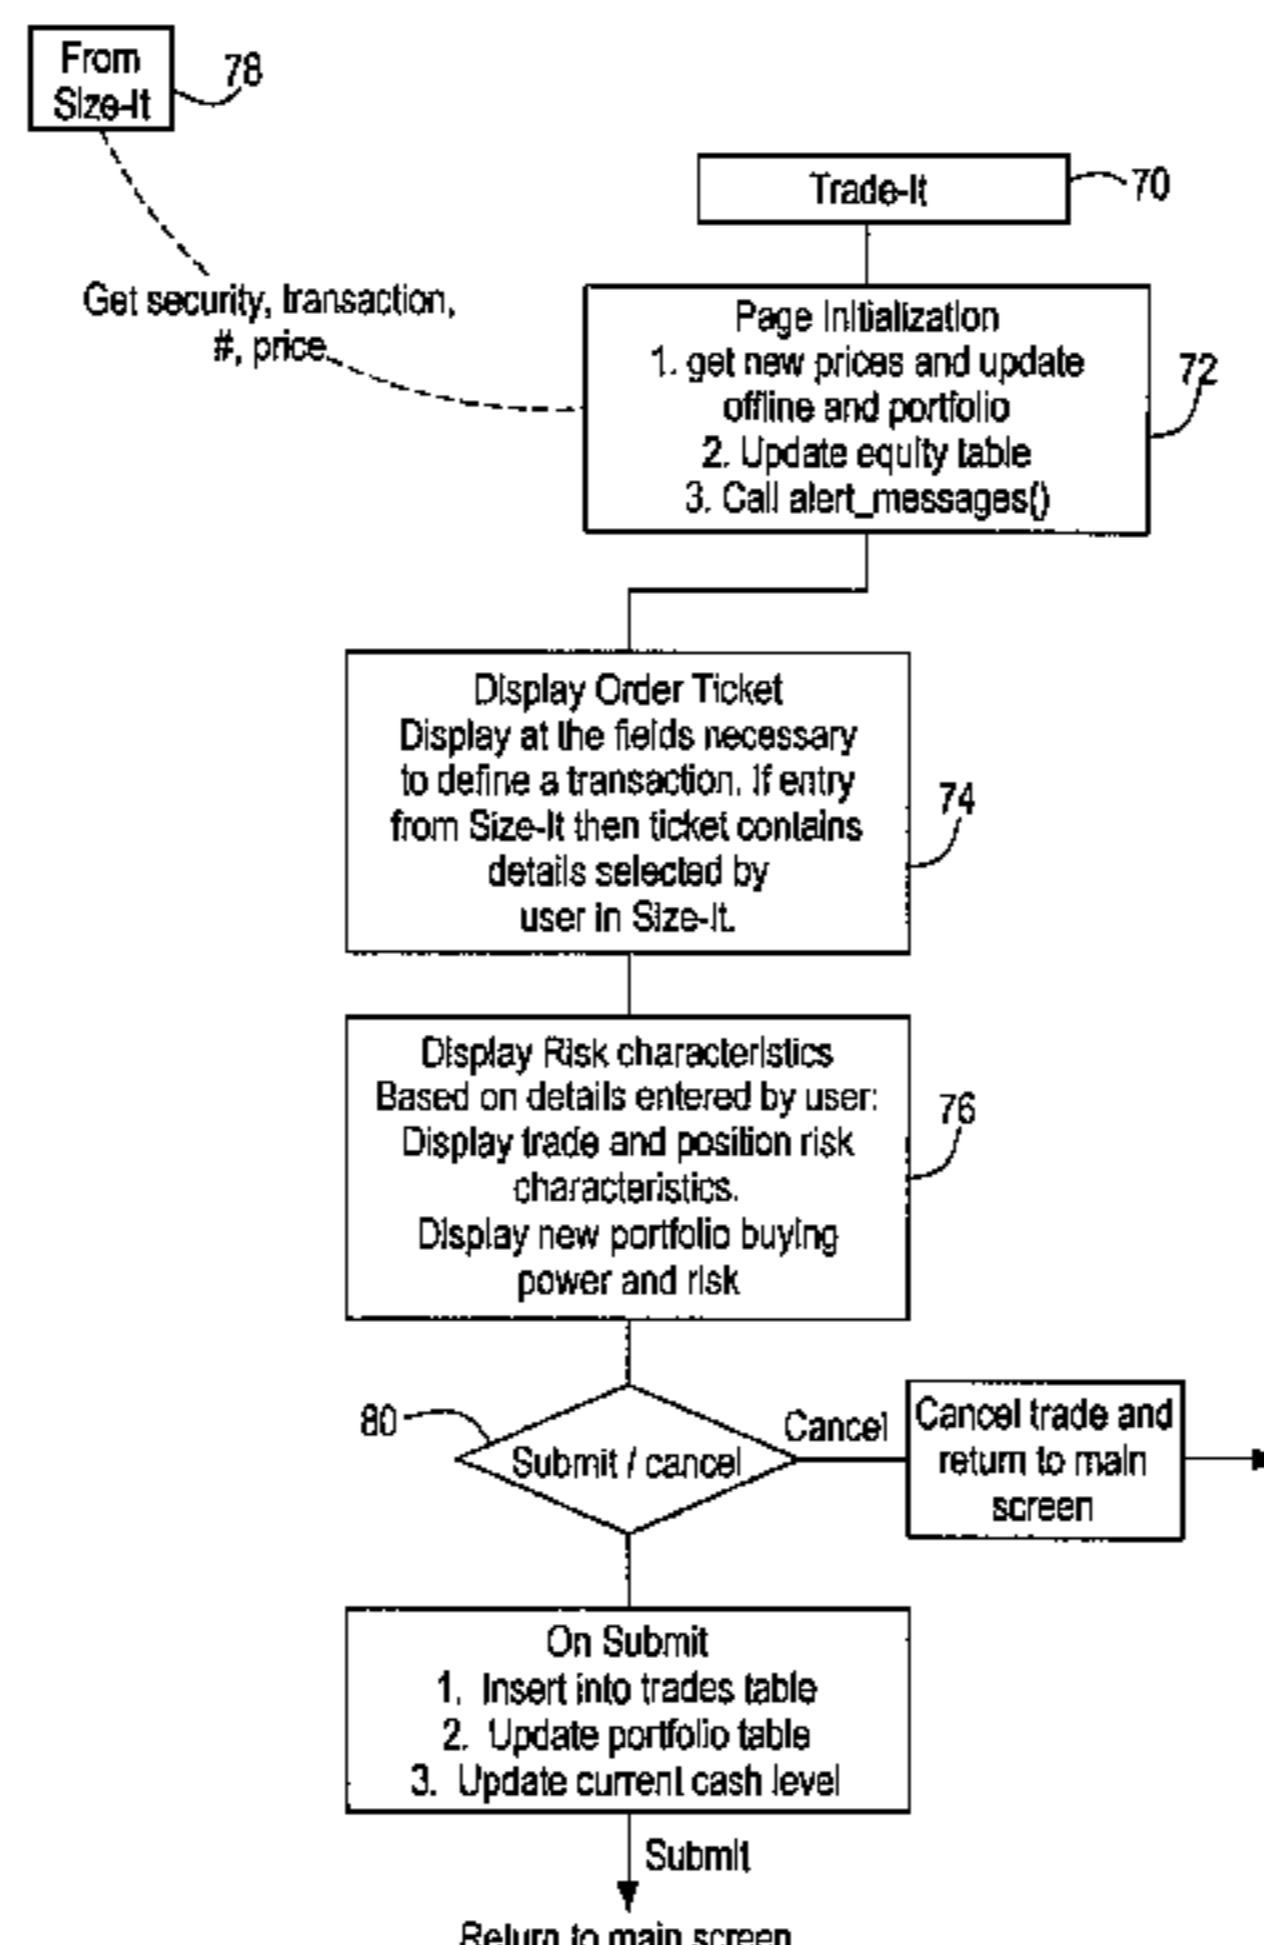 From
Size-It
78
Trade-It
70
Get security, transaction,
#, price
Page Initialization
1. get new prices and update
offline and portfolio
2. Update equity table
3. Call alert_messages()
72
Display Order Ticket
Display at the fields necessary
to define a transaction. If entry
from Size-It then ticket contains
details selected by
user in Size-It.
74
Display Risk characteristics
Based on details entered by user:
Display trade and position risk
characteristics.
Display new portfolio buying
power and risk
76
80
Submit / cancel
Cancel
Cancel trade and
return to main
screen
On Submit
1. Insert into trades table
2. Update portfolio table
3. Update current cash level
Submit
Return to main screen